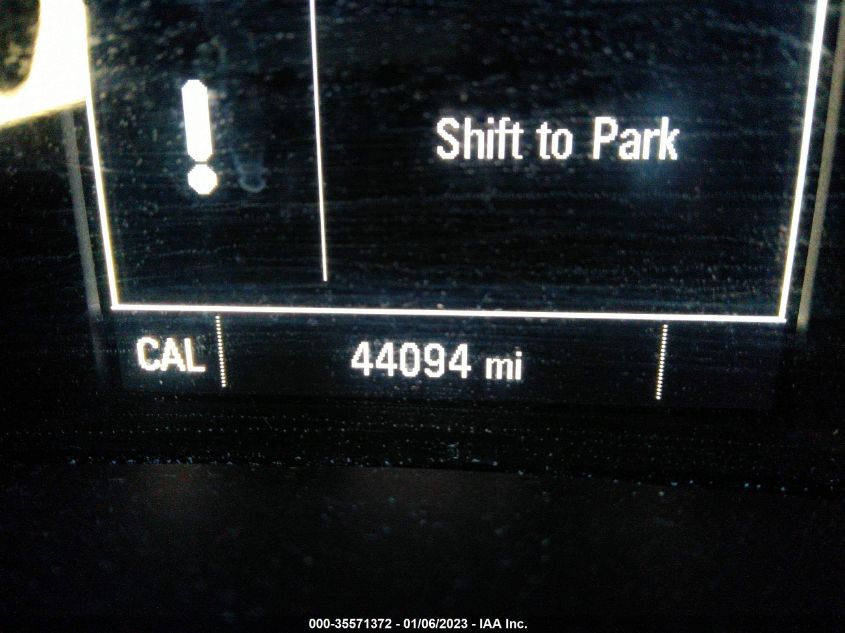 Shift to Park
CAL
44094 mi
000-35571372 - 01/06/2023 - IAA Inc.